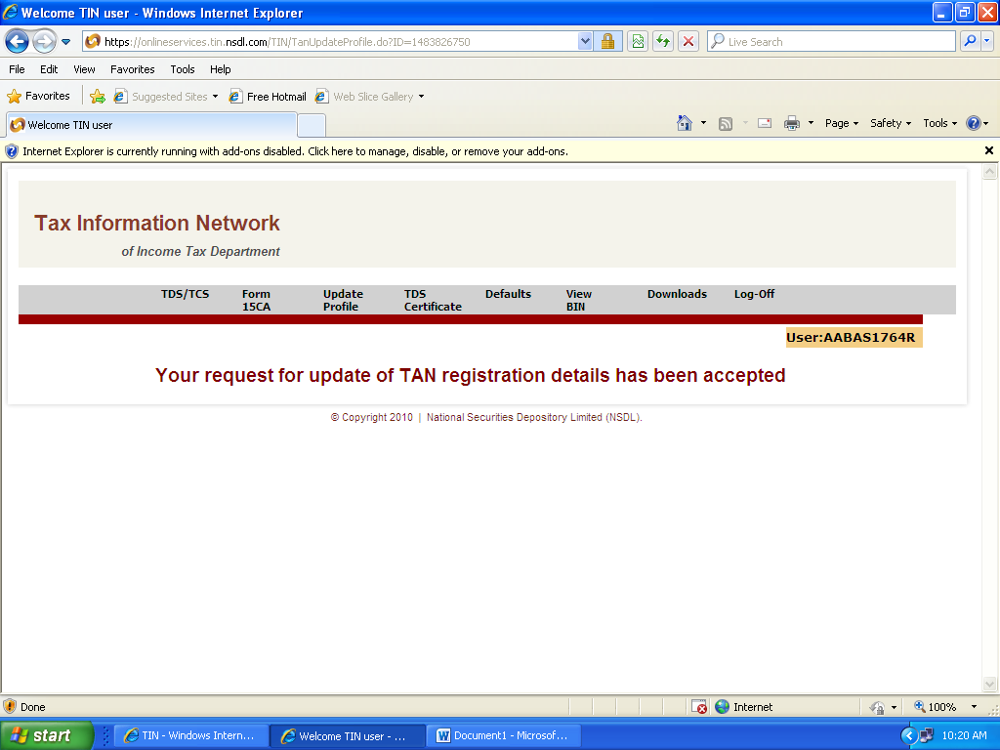 Welcome TIN user - Windows Internet Explorer
https://onlineservices.tin.nsdl.com/TIN/TanUpdateProfile.do?ID=1483826750
Live Search
File Edit View Favorites Tools Help
Favorites Suggested Sites Free Hotmail Web Slice Gallery
Welcome TIN user
Page Safety Tools
Internet Explorer is currently running with add-ons disabled. Click here to manage, disable, or remove your add-ons.
Tax Information Network
of Income Tax Department
TDS/TCS Form 15CA Update Profile TDS Certificate Defaults View BIN Downloads Log-Off
User:AABAS1764R
Your request for update of TAN registration details has been accepted
© Copyright 2010 | National Securities Depository Limited (NSDL).
Done Internet 100%
start TIN - Windows Intern... Welcome TIN user - ... Document1 - Microsof... 10:20 AM